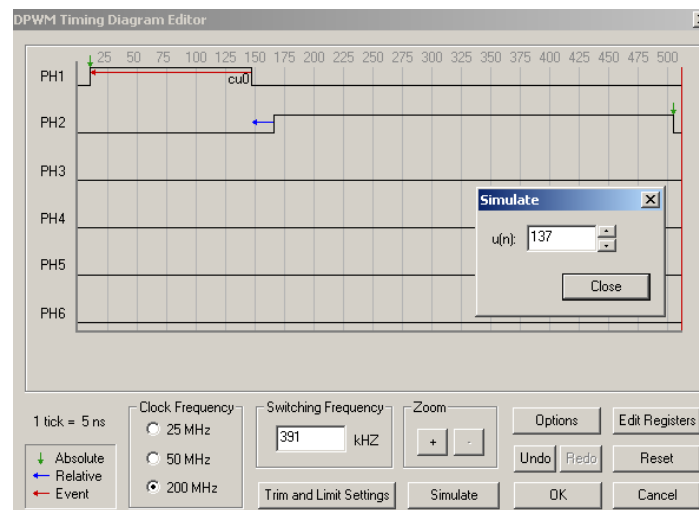 DPWM Timing Diagram Editor
25 50 75 100 125 150 175 200 225 250 275 300 325 350 375 400 425 450 475 500
PH1
cu0
PH2
PH3
PH4
PH5
PH6
Simulate
u(n): 137
Close
1 tick = 5 ns
Absolute
Relative
Event
Clock Frequency
25 MHz
50 MHz
200 MHz
Switching Frequency
391 kHZ
Trim and Limit Settings
Zoom
+ -
Simulate
Options Edit Registers
Undo Redo Reset
OK Cancel